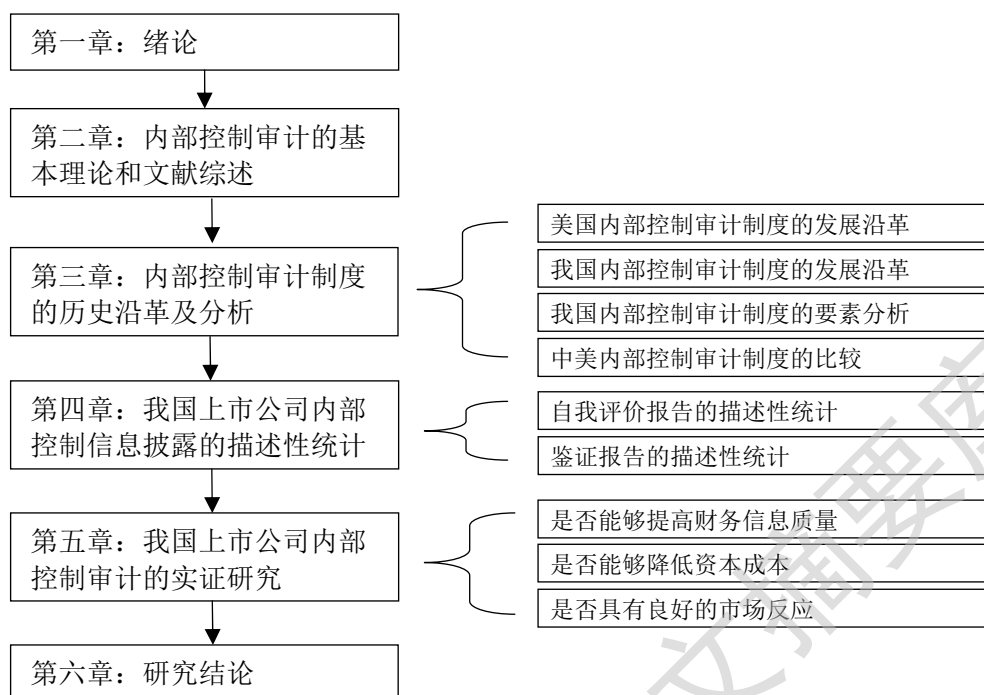 第一章：绪论
第二章：内部控制审计的基
本理论和文献综述
第三章：内部控制审计制度
的历史沿革及分析
美国内部控制审计制度的发展沿革
我国内部控制审计制度的发展沿革
我国内部控制审计制度的要素分析
中美内部控制审计制度的比较
第四章：我国上市公司内部
控制信息披露的描述性统计
自我评价报告的描述性统计
鉴证报告的描述性统计
第五章：我国上市公司内部
控制审计的实证研究
是否能够提高财务信息质量
是否能够降低资本成本
是否具有良好的市场反应
第六章：研究结论
文摘要库